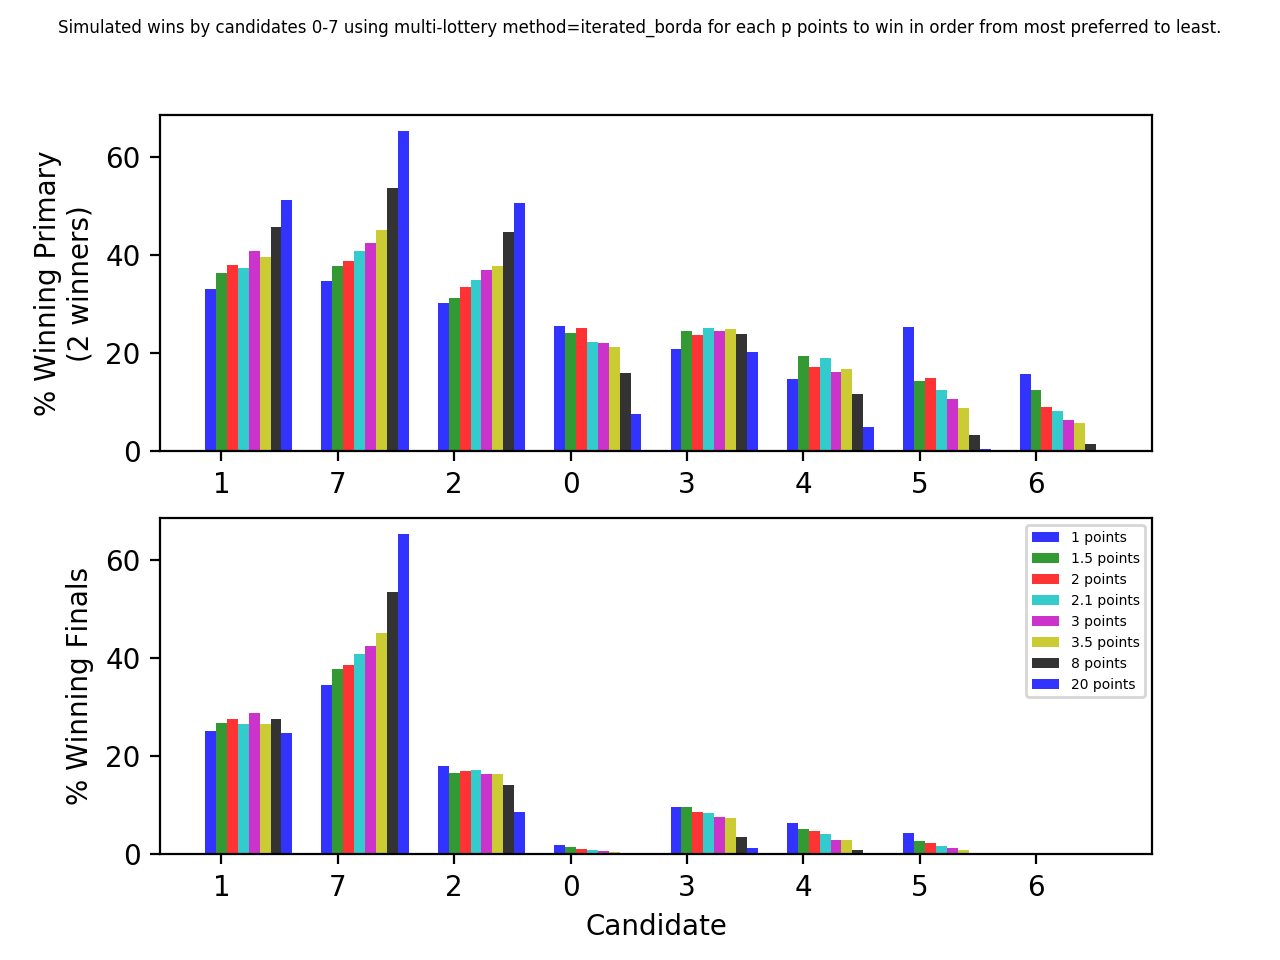 Simulated wins by candidates 0-7 using multi-lottery method=iterated_borda for each p points to win in order from most preferred to least.
% Winning Primary
(2 winners)
60
40
20
0
1 7 2 0 3 4 5 6
% Winning Finals
60
40
20
0
1 points
1.5 points
2 points
2.1 points
3 points
3.5 points
8 points
20 points
1 7 2 0 3 4 5 6
Candidate